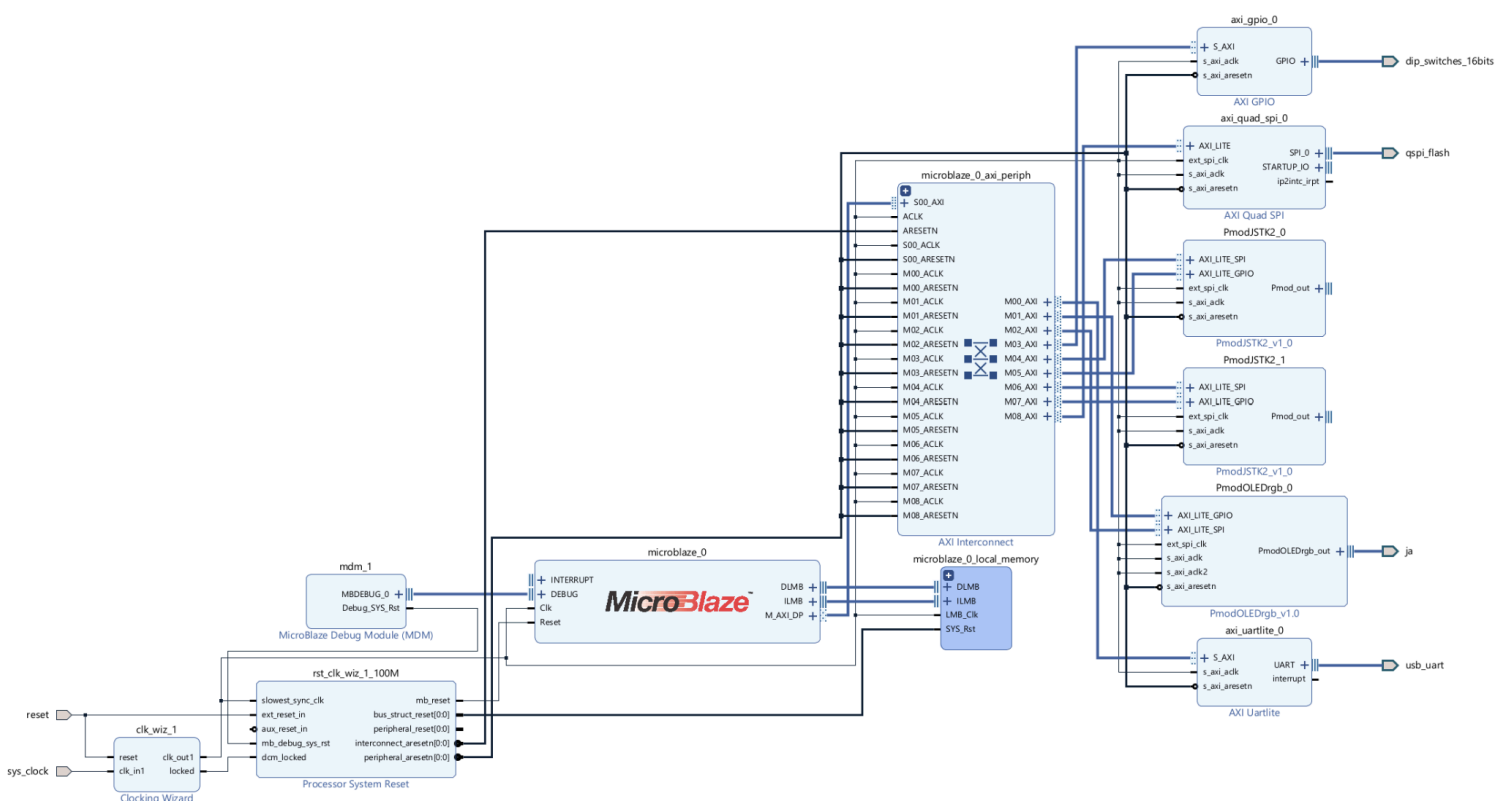 axi_gpio_0
S_AXI
s_axi_aclk
s_axi_aresetn
GPIO
AXI GPIO
dip_switches_16bits
axi_quad_spi_0
AXI_LITE
ext_spi_clk
s_axi_aclk
s_axi_aresetn
SPI_0
STARTUP_IO
ip2intc_irpt
AXI Quad SPI
qspi_flash
microblaze_0_axi_periph
S00_AXI
ACLK
ARESETN
S00_ACLK
S00_ARESETN
M00_ACLK
M00_ARESETN
M01_ACLK
M01_ARESETN
M02_ACLK
M02_ARESETN
M03_ACLK
M03_ARESETN
M04_ACLK
M04_ARESETN
M05_ACLK
M05_ARESETN
M06_ACLK
M06_ARESETN
M07_ACLK
M07_ARESETN
M08_ACLK
M08_ARESETN
M00_AXI
M01_AXI
M02_AXI
M03_AXI
M04_AXI
M05_AXI
M06_AXI
M07_AXI
M08_AXI
AXI Interconnect
PmodJSTK2_0
AXI_LITE_SPI
AXI_LITE_GPIO
ext_spi_clk
s_axi_aclk
s_axi_aresetn
Pmod_out
PmodJSTK2_v1_0
PmodJSTK2_1
AXI_LITE_SPI
AXI_LITE_GPIO
ext_spi_clk
s_axi_aclk
s_axi_aresetn
Pmod_out
PmodJSTK2_v1_0
PmodOLEDrgb_0
AXI_LITE_GPIO
AXI_LITE_SPI
ext_spi_clk
s_axi_aclk
s_axi_aclk2
s_axi_aresetn
PmodOLEDrgb_out
PmodOLEDrgb_v1.0
ja
axi_uartlite_0
S_AXI
s_axi_aclk
s_axi_aresetn
UART
interrupt
AXI Uartlite
usb_uart
mdm_1
MBDEBUG_0
Debug_SYS_Rst
MicroBlaze Debug Module (MDM)
microblaze_0
INTERRUPT
DEBUG
Clk
Reset
MicroBlaze™
DLMB
ILMB
M_AXI_DP
microblaze_0_local_memory
DLMB
ILMB
LMB_Clk
SYS_Rst
rst_clk_wiz_1_100M
slowest_sync_clk
ext_reset_in
aux_reset_in
mb_debug_sys_rst
dcm_locked
mb_reset
bus_struct_reset[0:0]
peripheral_reset[0:0]
interconnect_aresetn[0:0]
peripheral_aresetn[0:0]
Processor System Reset
reset
sys_clock
clk_wiz_1
reset
clk_in1
clk_out1
locked
Clocking Wizard